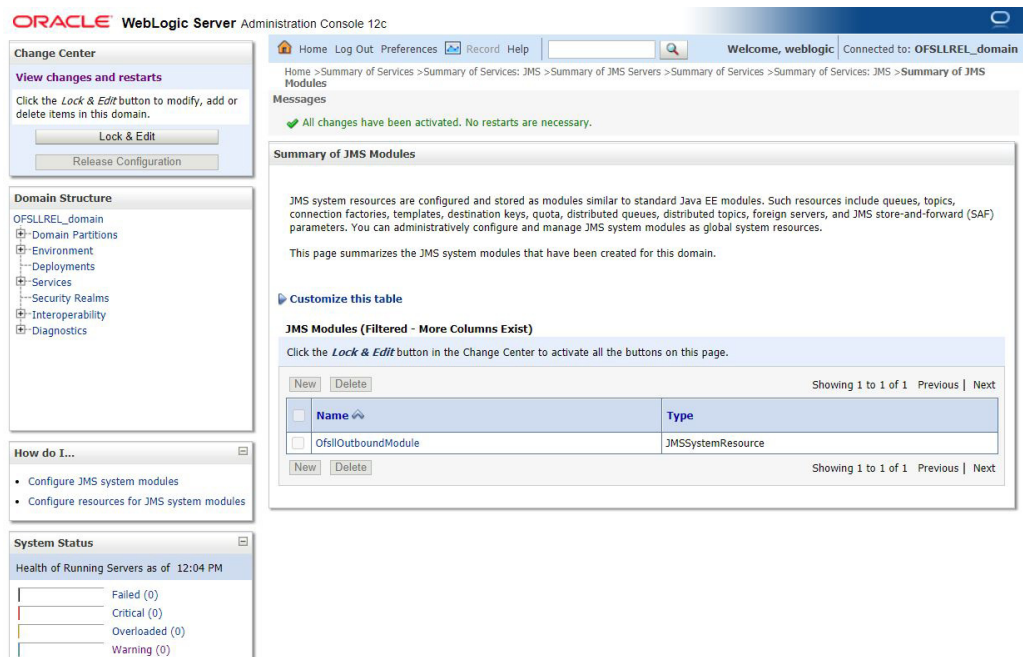 ORACLE WebLogic Server Administration Console 12c
Change Center
View changes and restarts
Click the Lock & Edit button to modify, add or
delete items in this domain.
Lock & Edit
Release Configuration
Domain Structure
OFSLLREL_domain
Domain Partitions
Environment
Deployments
Services
Security Realms
Interoperability
Diagnostics
How do I...
Configure JMS system modules
Configure resources for JMS system modules
System Status
Health of Running Servers as of 12:04 PM
Failed (0)
Critical (0)
Overloaded (0)
Warning (0)
Home Log Out Preferences Record Help
Welcome, weblogic Connected to: OFSLLREL_domain
Home >Summary of Services >Summary of Services: JMS >Summary of JMS Servers >Summary of Services >Summary of Services: JMS >Summary of JMS
Modules
Messages
All changes have been activated. No restarts are necessary.
Summary of JMS Modules
JMS system resources are configured and stored as modules similar to standard Java EE modules. Such resources include queues, topics,
connection factories, templates, destination keys, quota, distributed queues, distributed topics, foreign servers, and JMS store-and-forward (SAF)
parameters. You can administratively configure and manage JMS system modules as global system resources.
This page summarizes the JMS system modules that have been created for this domain.
Customize this table
JMS Modules (Filtered - More Columns Exist)
Click the Lock & Edit button in the Change Center to activate all the buttons on this page.
New Delete Showing 1 to 1 of 1 Previous | Next
Name Type
OfsllOutboundModule JMSSystemResource
New Delete Showing 1 to 1 of 1 Previous | Next